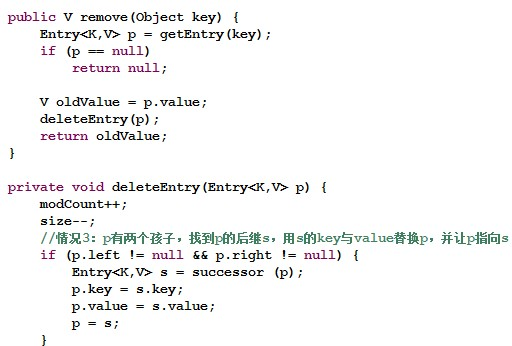 public V remove(Object key) {
    Entry<K,V> p = getEntry(key);
    if (p == null)
        return null;

    V oldValue = p.value;
    deleteEntry(p);
    return oldValue;
}

private void deleteEntry(Entry<K,V> p) {
    modCount++;
    size--;
    //情况3：p有两个孩子，找到p的后继s，用s的key与value替换p，并让p指向s
    if (p.left != null && p.right != null) {
        Entry<K,V> s = successor (p);
        p.key = s.key;
        p.value = s.value;
        p = s;
    }